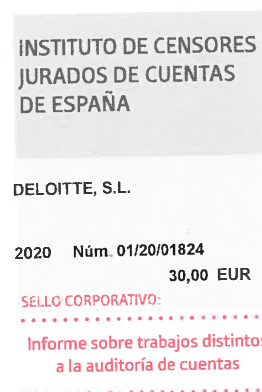 INSTITUTO DE CENSORES
JURADOS DE CUENTAS
DE ESPAÑA
DELOITTE, S.L.
2020 Núm. 01/20/01824
30,00 EUR
SELLO CORPORATIVO:
Informe sobre trabajos distintos
a la auditoría de cuentas